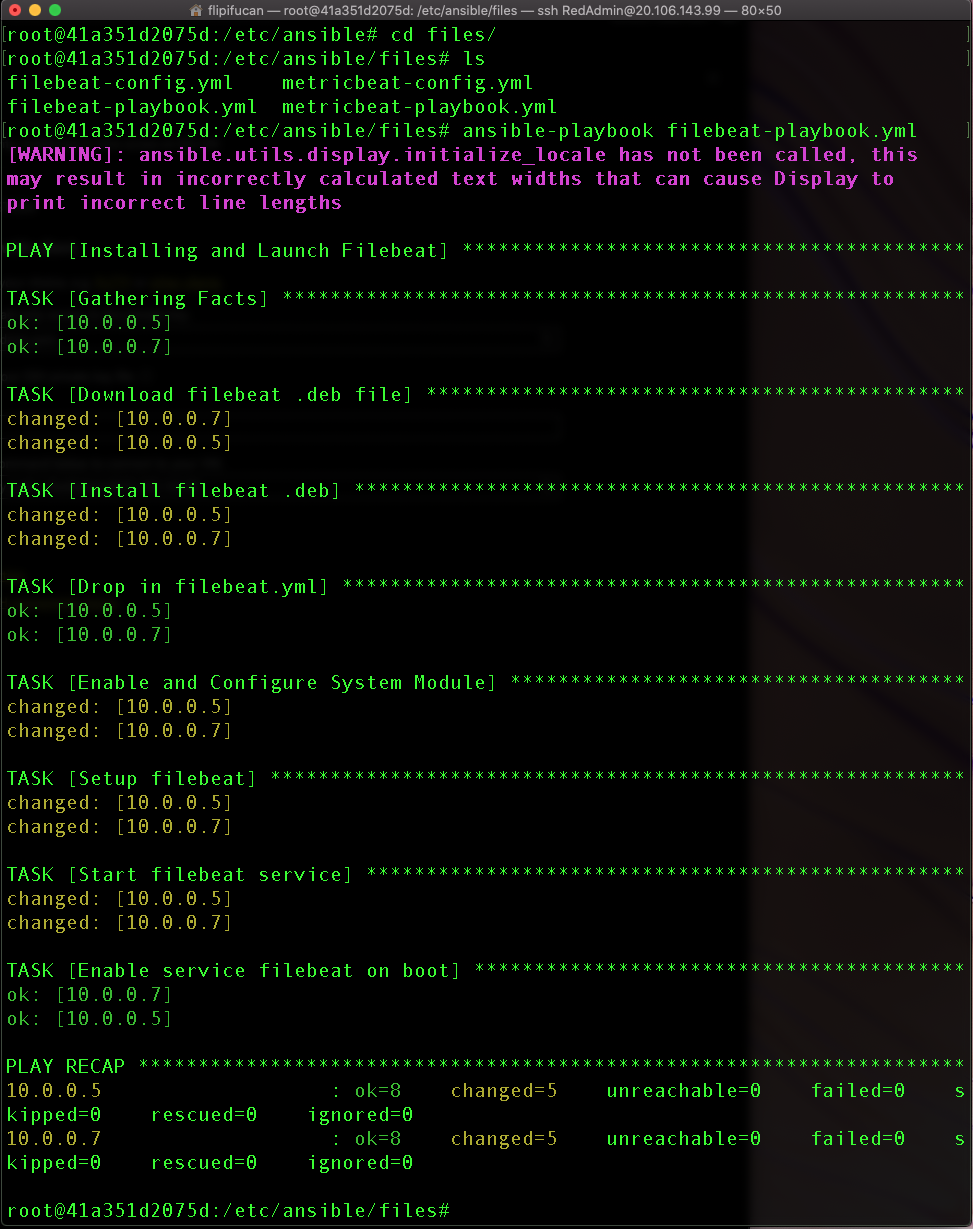 flipifucan — root@41a351d2075d: /etc/ansible/files — ssh RedAdmin@20.106.143.99 — 80×50
[root@41a351d2075d:/etc/ansible# cd files/ ]
[root@41a351d2075d:/etc/ansible/files# ls ]
filebeat-config.yml    metricbeat-config.yml
filebeat-playbook.yml  metricbeat-playbook.yml
[root@41a351d2075d:/etc/ansible/files# ansible-playbook filebeat-playbook.yml    ]
[WARNING]: ansible.utils.display.initialize_locale has not been called, this
may result in incorrectly calculated text widths that can cause Display to
print incorrect line lengths
PLAY [Installing and Launch Filebeat] ******************************************
TASK [Gathering Facts] *********************************************************
ok: [10.0.0.5]
ok: [10.0.0.7]
TASK [Download filebeat .deb file] *********************************************
changed: [10.0.0.7]
changed: [10.0.0.5]
TASK [Install filebeat .deb] ***************************************************
changed: [10.0.0.5]
changed: [10.0.0.7]
TASK [Drop in filebeat.yml] ****************************************************
ok: [10.0.0.5]
ok: [10.0.0.7]
TASK [Enable and Configure System Module] **************************************
changed: [10.0.0.5]
changed: [10.0.0.7]
TASK [Setup filebeat] **********************************************************
changed: [10.0.0.5]
changed: [10.0.0.7]
TASK [Start filebeat service] **************************************************
changed: [10.0.0.5]
changed: [10.0.0.7]
TASK [Enable service filebeat on boot] *****************************************
ok: [10.0.0.7]
ok: [10.0.0.5]
PLAY RECAP *********************************************************************
10.0.0.5                   : ok=8    changed=5    unreachable=0    failed=0    s
kipped=0    rescued=0    ignored=0
10.0.0.7                   : ok=8    changed=5    unreachable=0    failed=0    s
kipped=0    rescued=0    ignored=0
root@41a351d2075d:/etc/ansible/files#